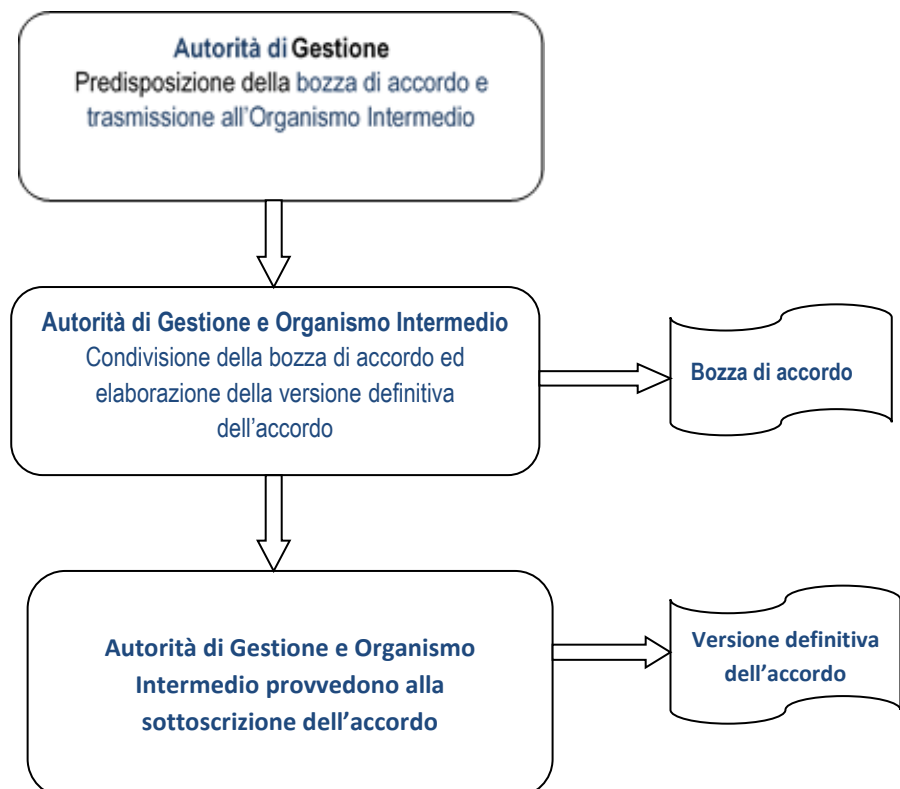 Autorità di Gestione
Predisposizione della bozza di accordo e
trasmissione all’Organismo Intermedio
Autorità di Gestione e Organismo Intermedio
Condivisione della bozza di accordo ed
elaborazione della versione definitiva
dell’accordo
Bozza di accordo
Autorità di Gestione e Organismo
Intermedio provvedono alla
sottoscrizione dell’accordo
Versione definitiva
dell’accordo